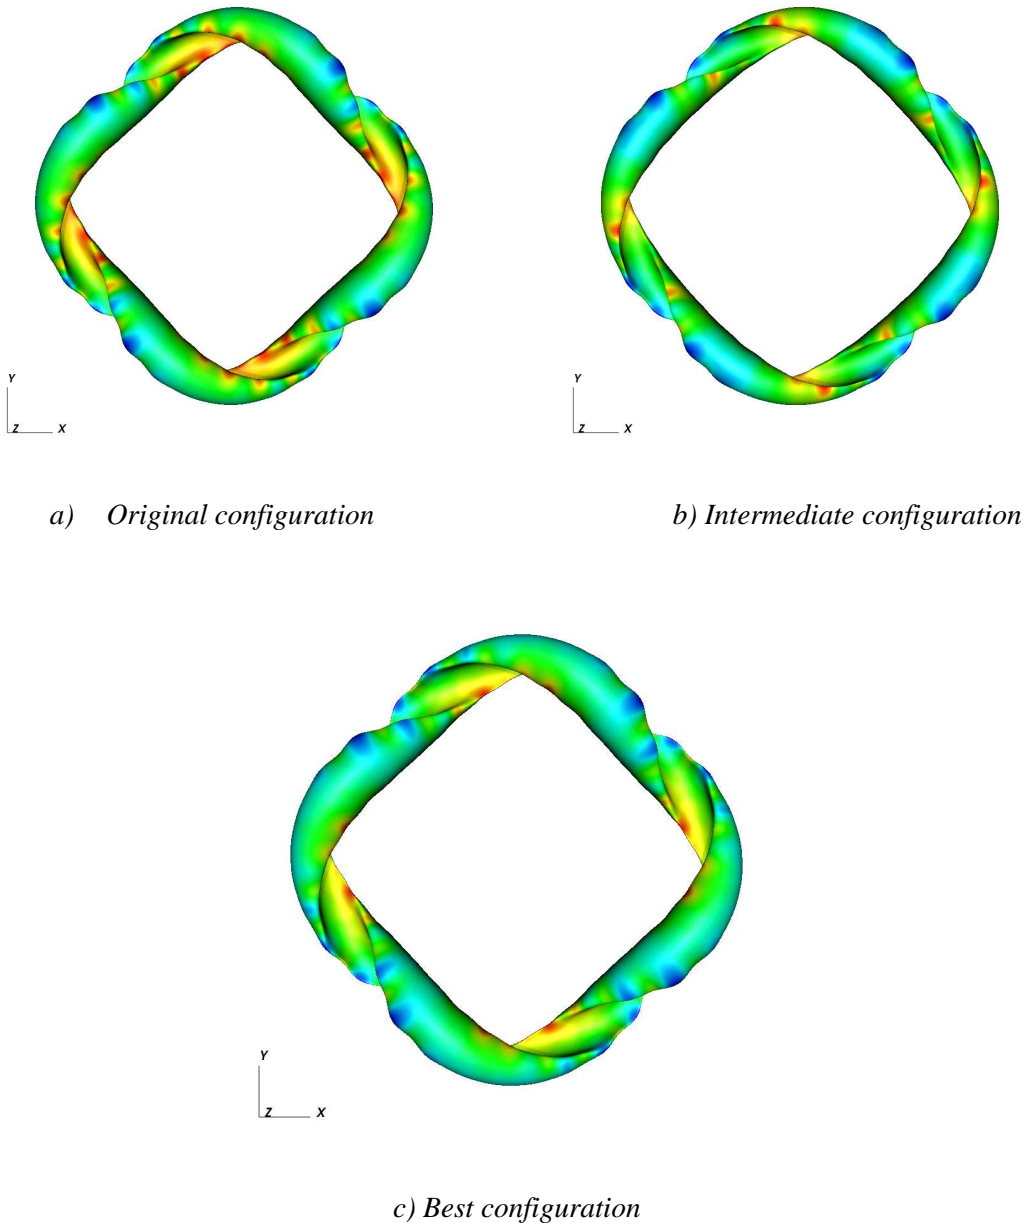 Y
Z X
Y
Z X
a) Original configuration
b) Intermediate configuration
Y
Z X
c) Best configuration